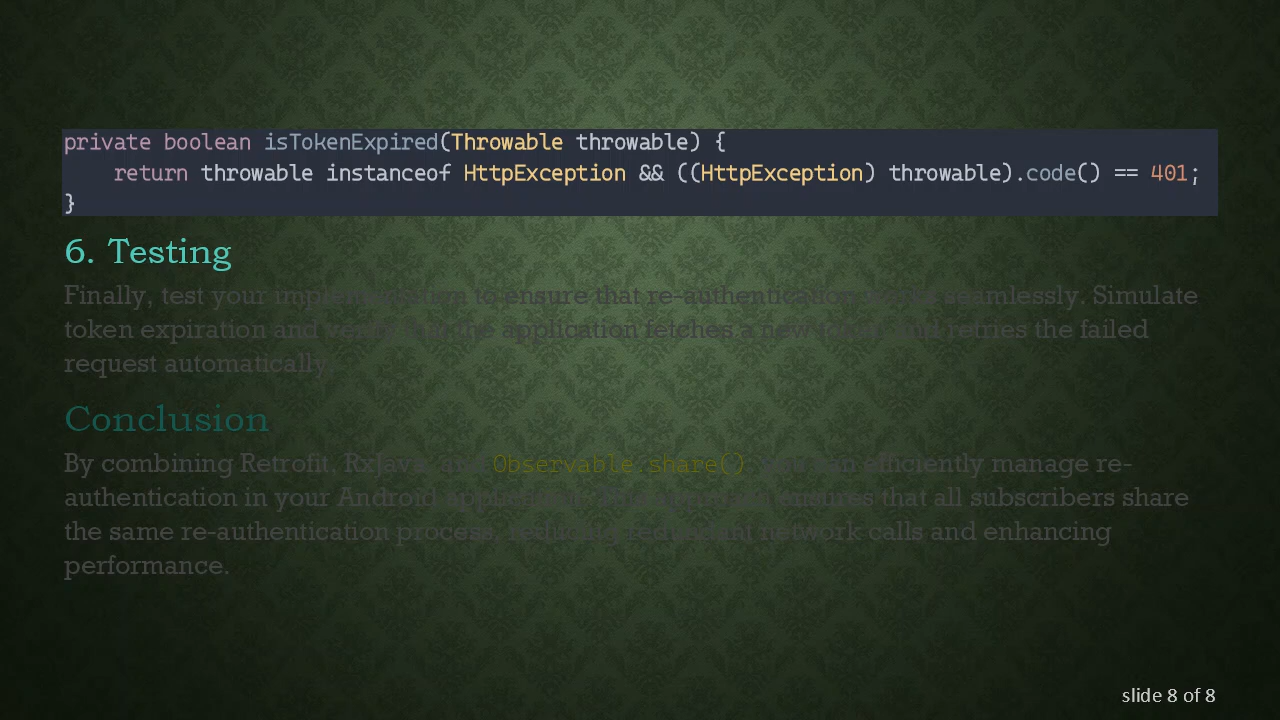 private boolean isTokenExpired(Throwable throwable) {
    return throwable instanceof HttpException && ((HttpException) throwable).code() == 401;
}
6. Testing
Finally, test your implementation to ensure that re-authentication works seamlessly. Simulate
token expiration and verify that the application fetches a new token and retries the failed
request automatically.
Conclusion
By combining Retrofit, RxJava, and Observable.share(), you can efficiently manage re-
authentication in your Android application. This approach ensures that all subscribers share
the same re-authentication process, reducing redundant network calls and enhancing
performance.
slide 8 of 8